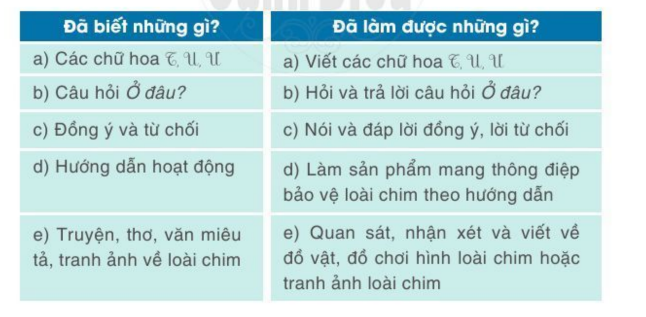 Đã biết những gì?
Đã làm được những gì?
a) Các chữ hoa T, U, Ư
a) Viết các chữ hoa T, U, Ư
b) Câu hỏi Ở đâu?
b) Hỏi và trả lời câu hỏi Ở đâu?
c) Đồng ý và từ chối
c) Nói và đáp lời đồng ý, lời từ chối
d) Hướng dẫn hoạt động
d) Làm sản phẩm mang thông điệp
bảo vệ loài chim theo hướng dẫn
e) Truyện, thơ, văn miêu
tả, tranh ảnh về loài chim
e) Quan sát, nhận xét và viết về
đồ vật, đồ chơi hình loài chim hoặc
tranh ảnh loài chim